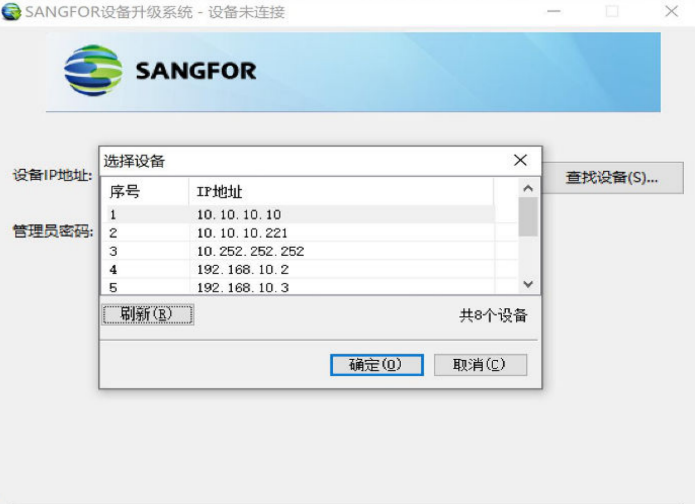 SANGFOR设备升级系统 - 设备未连接
SANGFOR
选择设备
设备IP地址:
查找设备(S)...
序号 IP地址
1 10.10.10.10
2 10.10.10.221
管理员密码:
3 10.252.252.252
4 192.168.10.2
5 192.168.10.3
刷新(R)
共8个设备
确定(O)
取消(C)